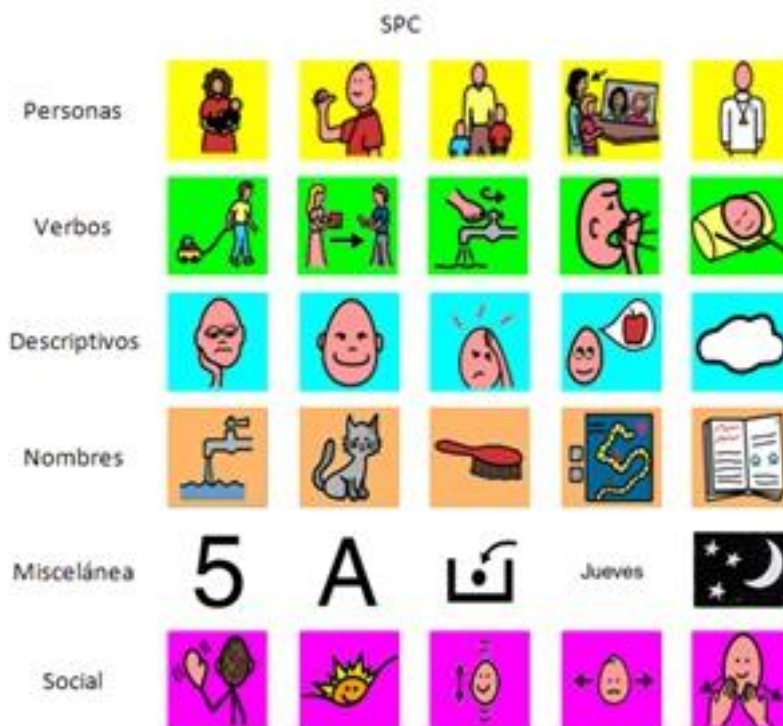 SPC
Personas
Verbos
Descriptivos
Nombres
Miscelánea
5
A
Jueves
Social